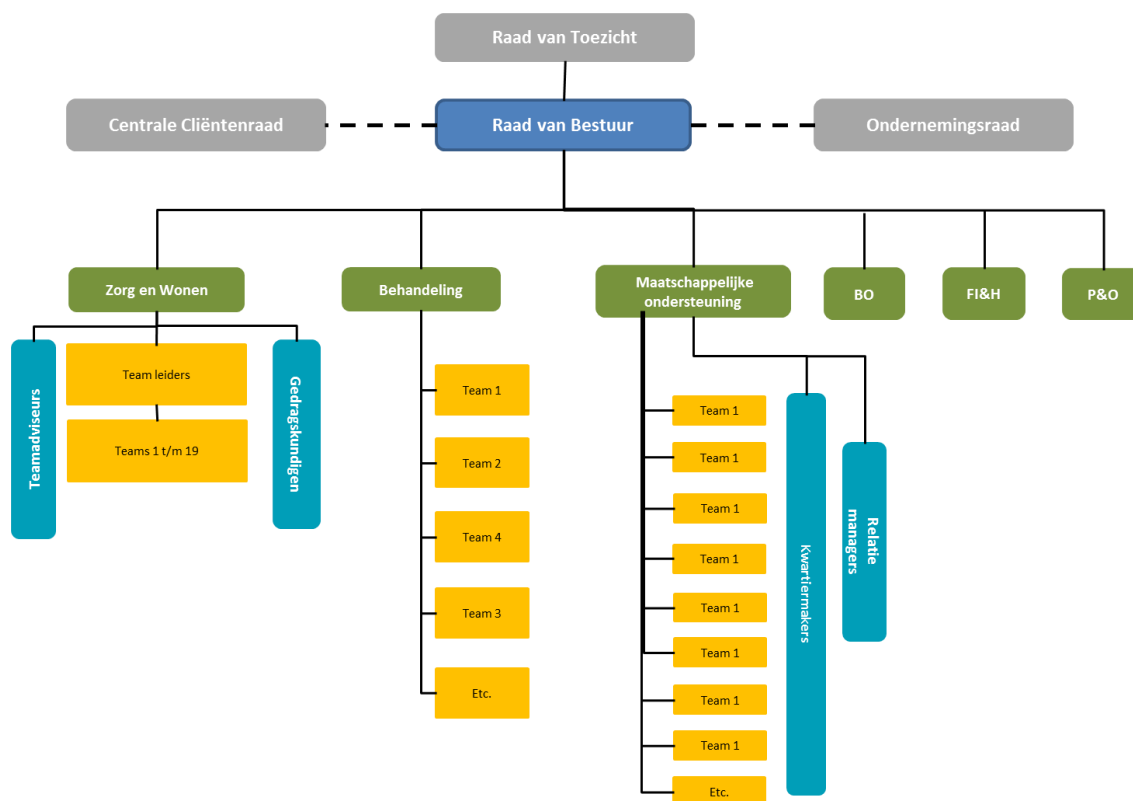 Raad van Toezicht
Centrale Cliëntenraad
Raad van Bestuur
Ondernemingsraad
Zorg en Wonen
Behandeling
Maatschappelijke
ondersteuning
BO
FI&H
P&O
Teamadviseurs
Team leiders
Teams 1 t/m 19
Gedragskundigen
Team 1
Team 2
Team 4
Team 3
Etc.
Team 1
Team 1
Team 1
Team 1
Team 1
Team 1
Team 1
Team 1
Etc.
Kwartiermakers
Relatie
managers